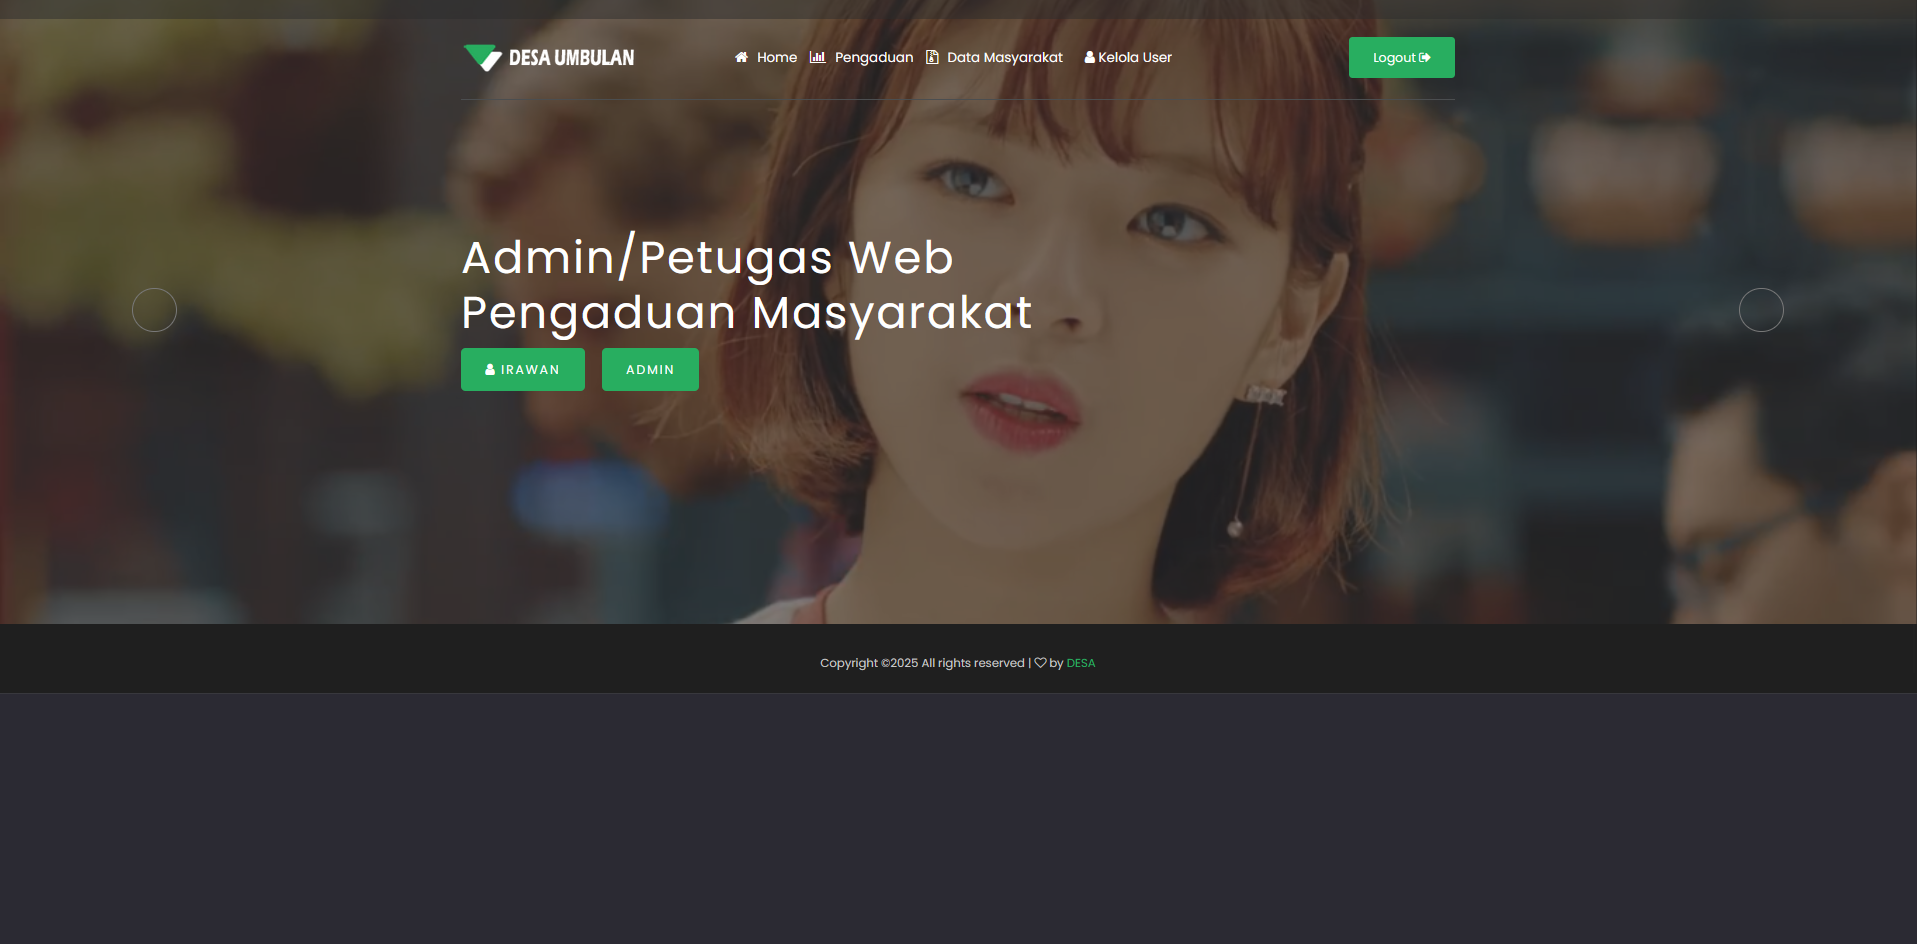 DESA UMBULAN
Home Pengaduan Data Masyarakat Kelola User
Logout
Admin/Petugas Web
Pengaduan Masyarakat
IRAWAN ADMIN
Copyright ©2025 All rights reserved | ♡ by DESA